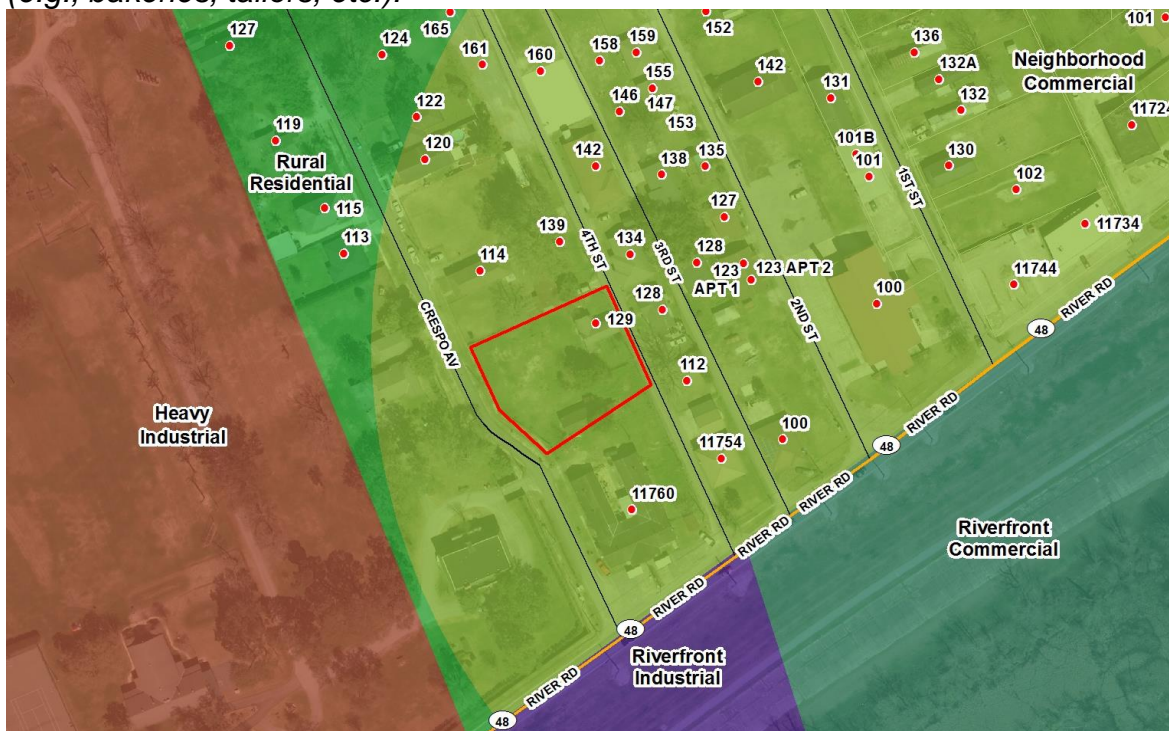 (e.g., bakeries, tailors, etc.).
127
124
165
161
160
158
159
152
142
136
101
132A
Neighborhood
Commercial
155
146
147
153
131
132
11724
122
119
120
Rural
Residential
142
138
135
101B
101
130
102
1ST ST
115
113
127
11734
139
4TH ST
134
3RD ST
128
123
APT 1
123 APT 2
114
11744
CRESPO AV
128
129
2ND ST
100
RIVER RD
48
112
RIVER RD
Heavy
Industrial
100
48
11754
RIVER RD
11760
RIVER RD
Riverfront
Commercial
RIVER RD
48
Riverfront
Industrial
RIVER RD
48